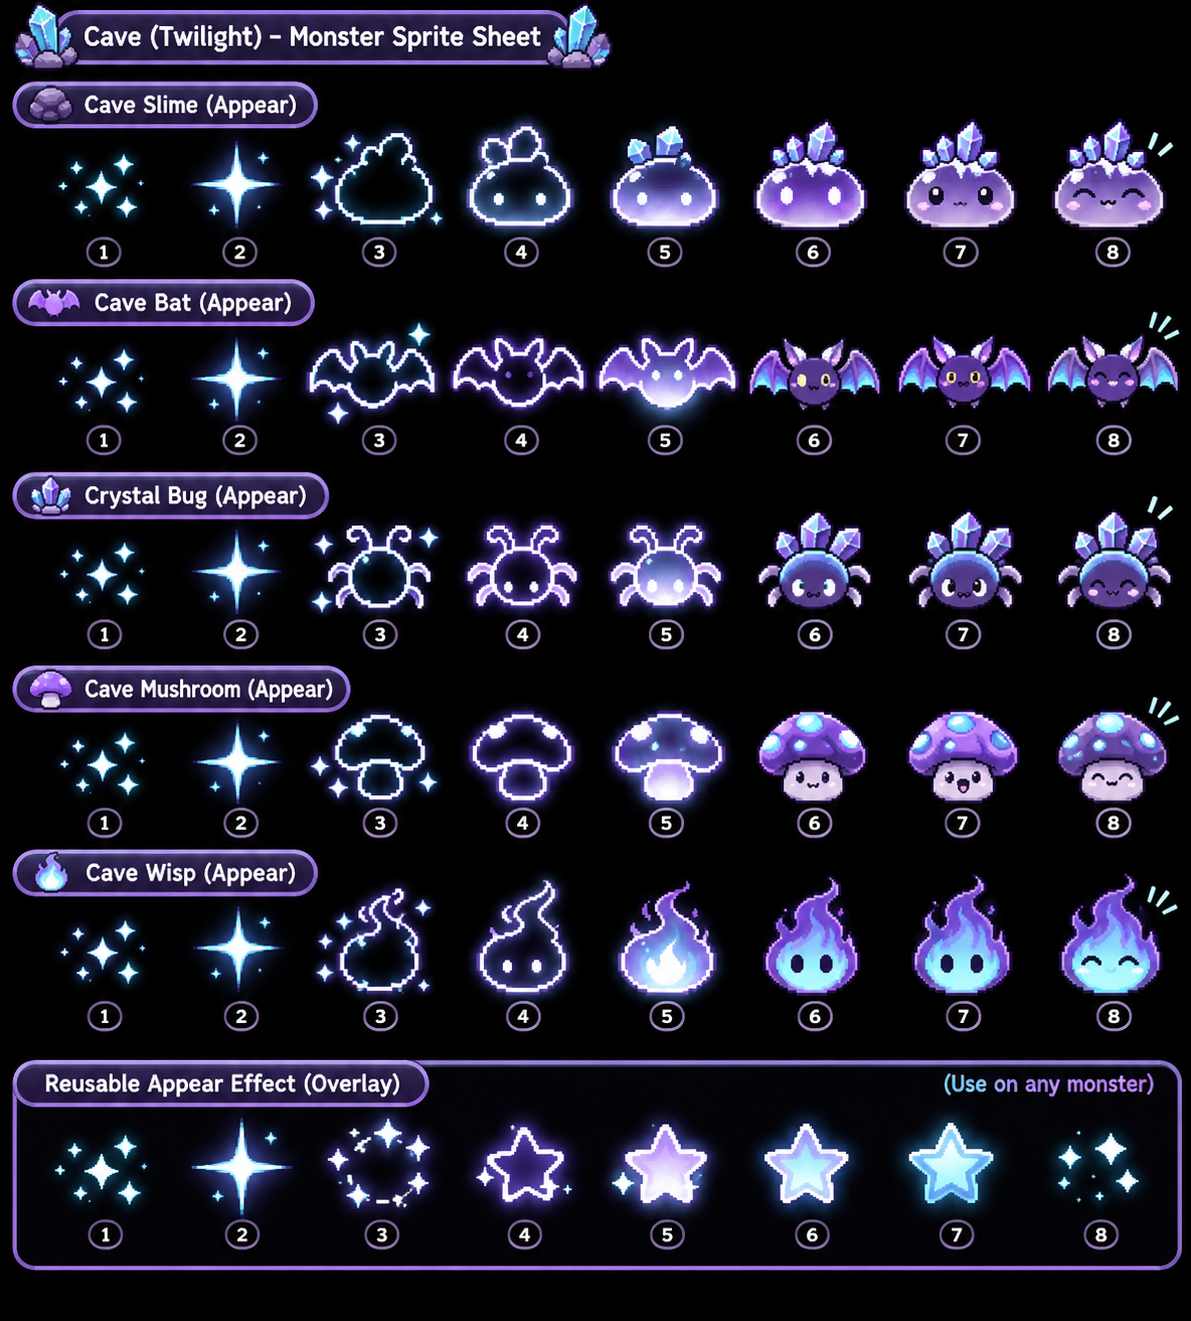 Cave (Twilight) – Monster Sprite Sheet
Cave Slime (Appear)
1 2 3 4 5 6 7 8
Cave Bat (Appear)
1 2 3 4 5 6 7 8
Crystal Bug (Appear)
1 2 3 4 5 6 7 8
Cave Mushroom (Appear)
1 2 3 4 5 6 7 8
Cave Wisp (Appear)
1 2 3 4 5 6 7 8
Reusable Appear Effect (Overlay)
(Use on any monster)
1 2 3 4 5 6 7 8